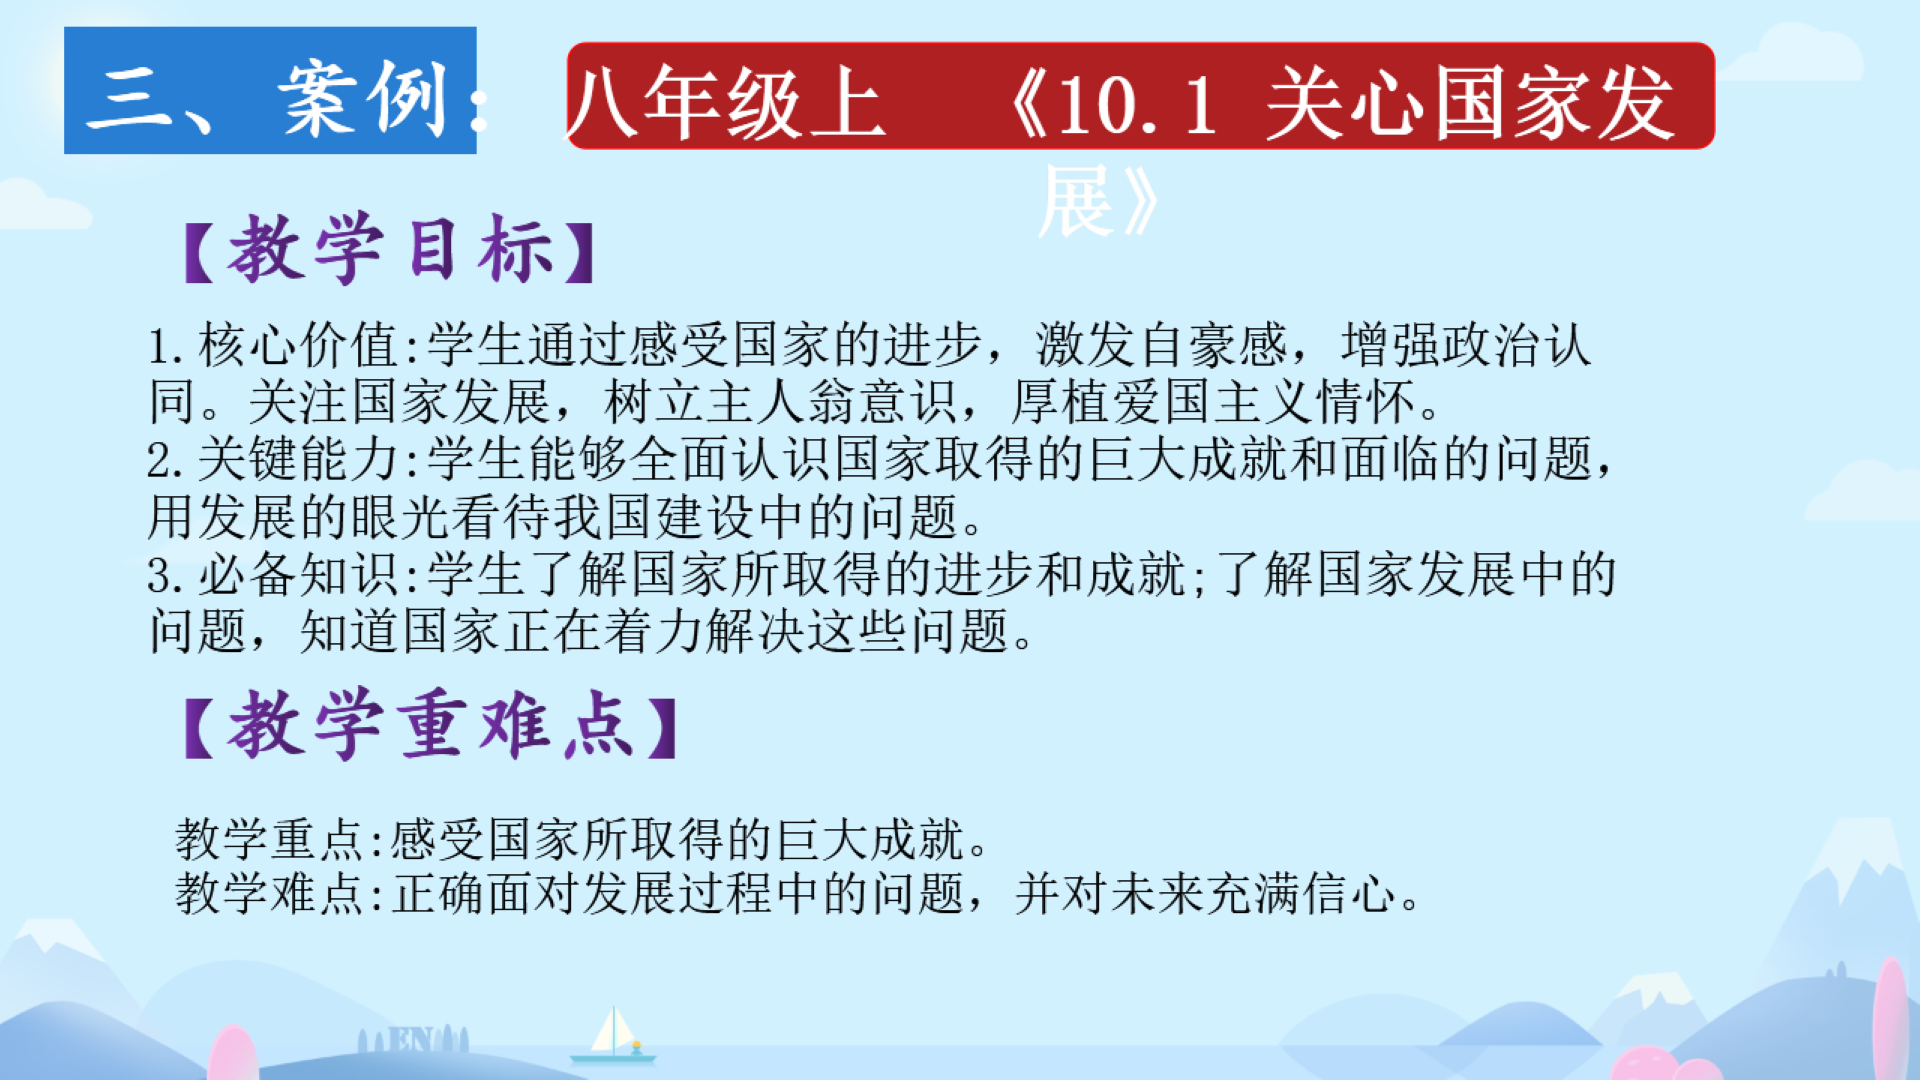 三、案例：
八年级上 《10.1 关心国家发
展》
【教学目标】
1.核心价值:学生通过感受国家的进步，激发自豪感，增强政治认
同。关注国家发展，树立主人翁意识，厚植爱国主义情怀。
2.关键能力:学生能够全面认识国家取得的巨大成就和面临的问题，
用发展的眼光看待我国建设中的问题。
3.必备知识:学生了解国家所取得的进步和成就;了解国家发展中的
问题，知道国家正在着力解决这些问题。
【教学重难点】
教学重点:感受国家所取得的巨大成就。
教学难点:正确面对发展过程中的问题，并对未来充满信心。
EN